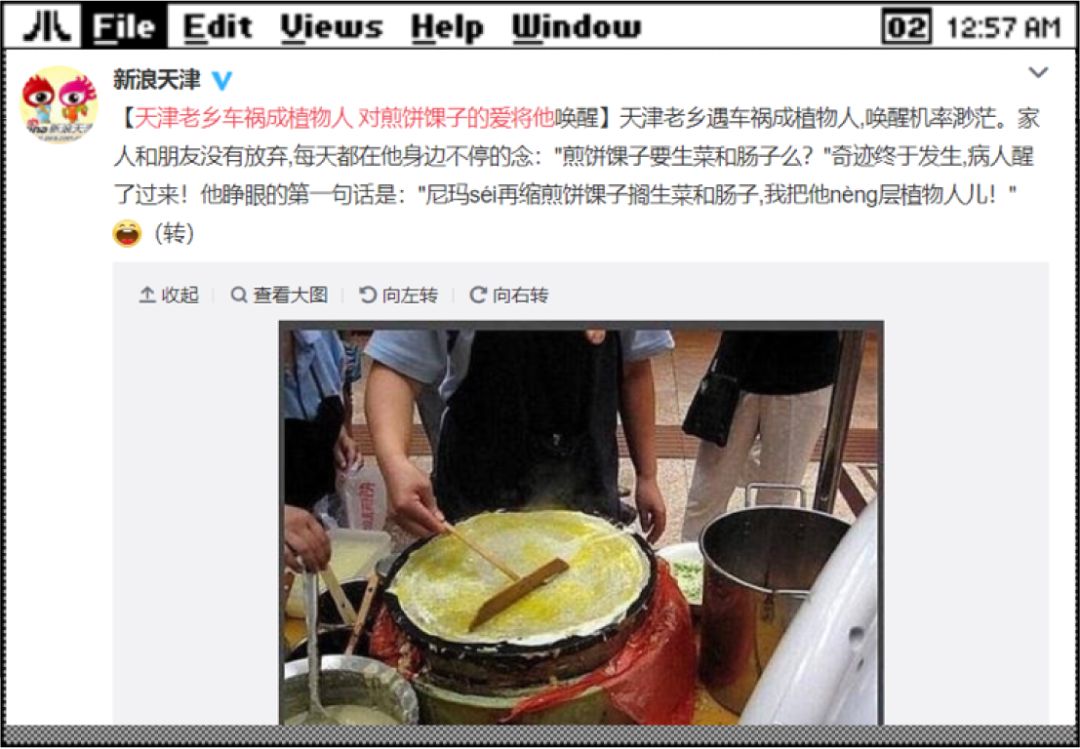 File Edit Views Help Window 02 12:57 AM
新浪天津
【天津老乡车祸成植物人 对煎饼馃子的爱将他唤醒】天津老乡遇车祸成植物人,唤醒机率渺茫。家
人和朋友没有放弃,每天都在他身边不停的念："煎饼馃子要生菜和肠子么？"奇迹终于发生,病人醒
了过来！他睁眼的第一句话是："尼玛séi再缩煎饼馃子搁生菜和肠子,我把他nèng层植物人儿！"
（转）
收起 查看大图 向左转 向右转